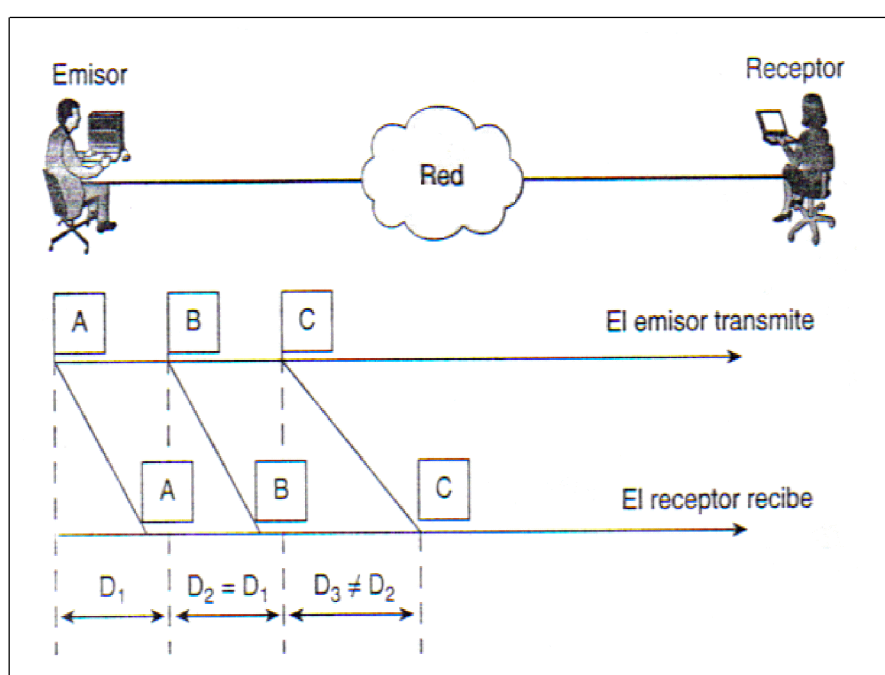 Emisor
Receptor
Red
A
B
C
El emisor transmite
A
B
C
El receptor recibe
D₁
D₂ = D₁
D₃ ≠ D₂